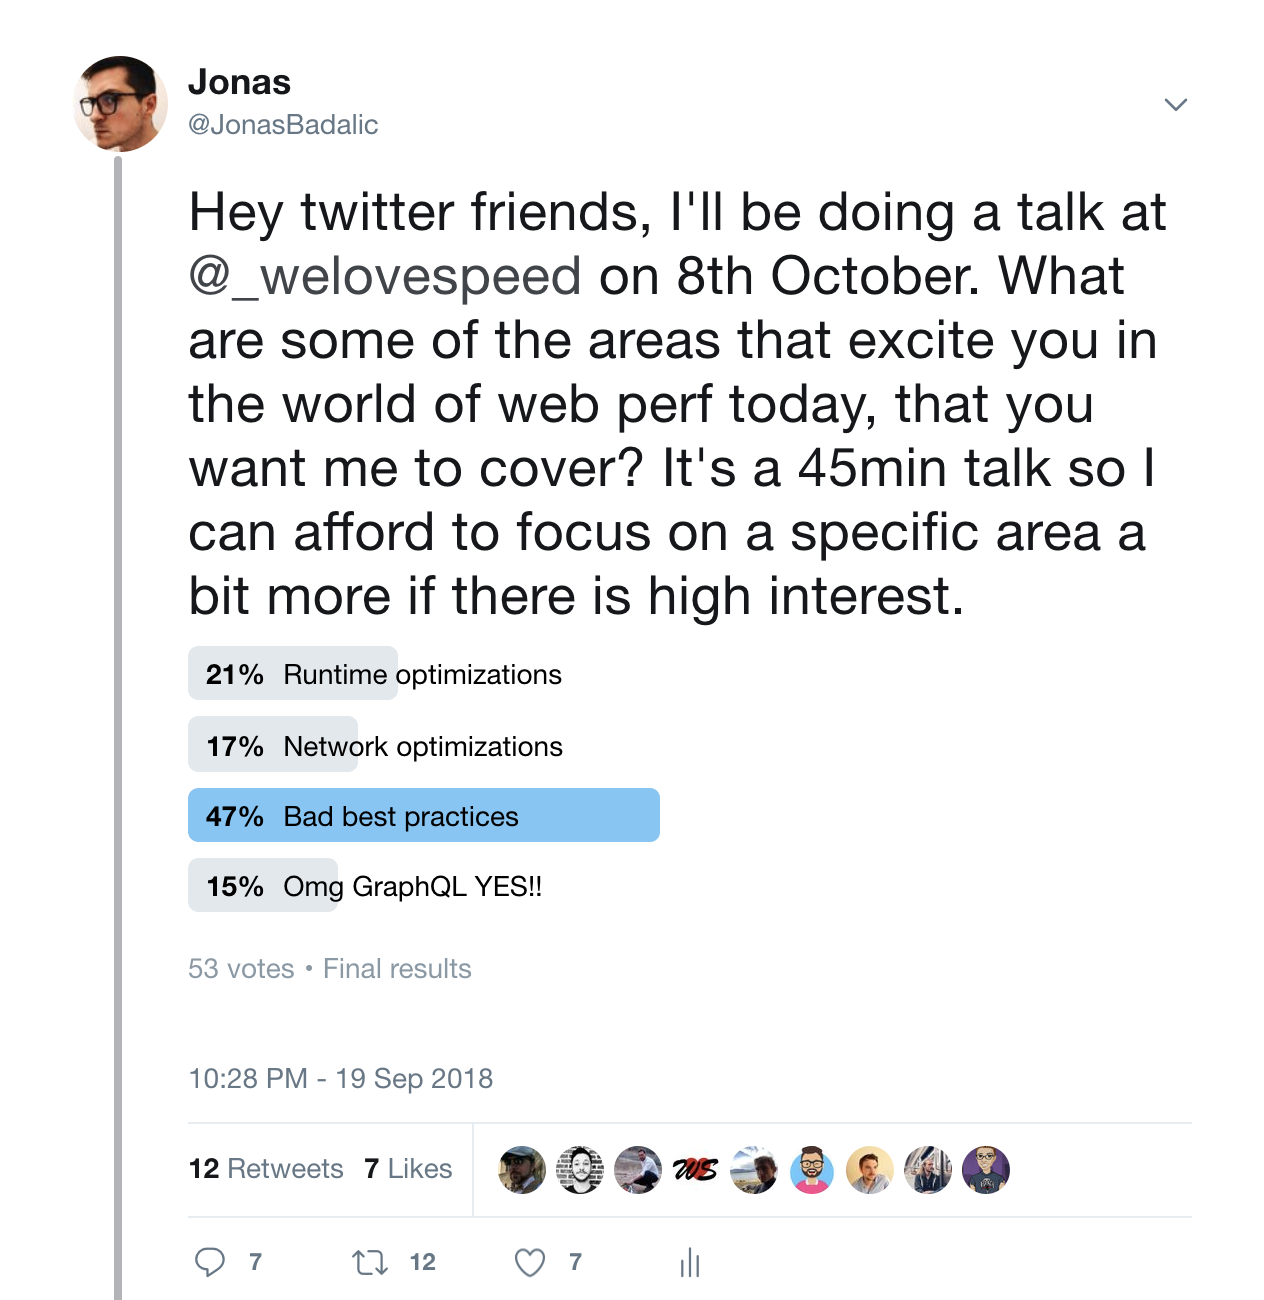 Jonas
@JonasBadalic
Hey twitter friends, I'll be doing a talk at
@_welovespeed on 8th October. What
are some of the areas that excite you in
the world of web perf today, that you
want me to cover? It's a 45min talk so I
can afford to focus on a specific area a
bit more if there is high interest.
21% Runtime optimizations
17% Network optimizations
47% Bad best practices
15% Omg GraphQL YES!!
53 votes • Final results
10:28 PM - 19 Sep 2018
12 Retweets 7 Likes WS
7 12 7